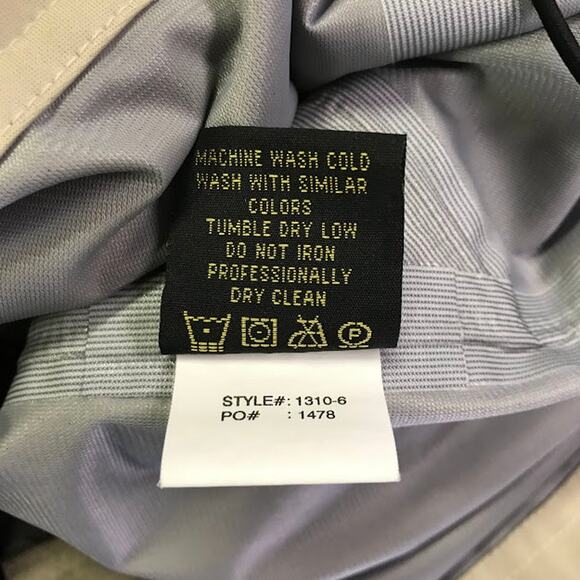 MACHINE WASH COLD
WASH WITH SIMILAR
COLORS
TUMBLE DRY LOW
DO NOT IRON
PROFESSIONALLY
DRY CLEAN
P
STYLE#: 1310-6
PO# : 1478